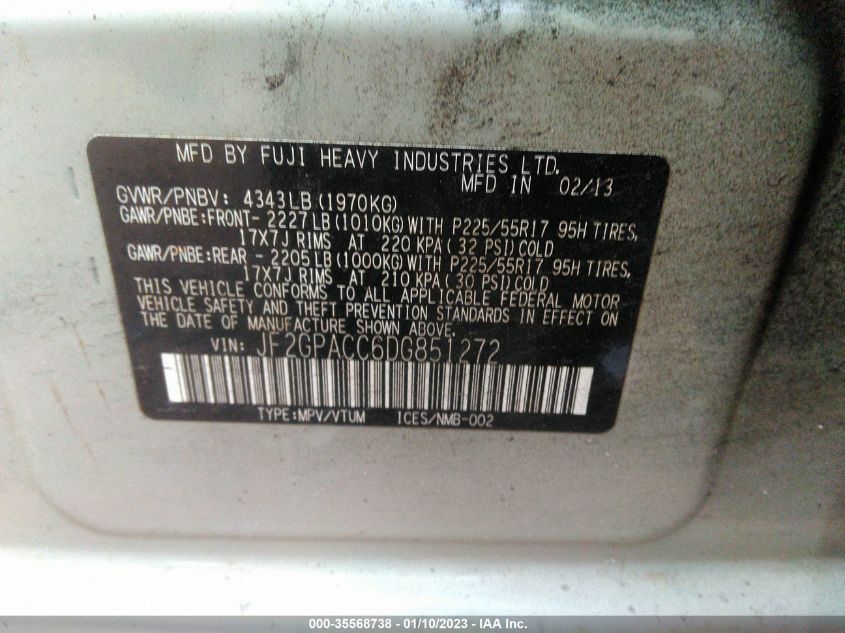 MFD BY FUJI HEAVY INDUSTRIES LTD.
MFD IN 02/13
GVWR/PNBV: 4343LB(1970KG)
GAWR/PNBE:FRONT- 2227LB(1010KG)WITH P225/55R17 95H TIRES,
17X7J RIMS AT 220 KPA( 32 PSI)COLD
GAWR/PNBE:REAR - 2205LB(1000KG)WITH P225/55R17 95H TIRES,
17X7J RIMS AT 210 KPA( 30 PSI)COLD
THIS VEHICLE CONFORMS TO ALL APPLICABLE FEDERAL MOTOR
VEHICLE SAFETY AND THEFT PREVENTION STANDARDS IN EFFECT ON
THE DATE OF MANUFACTURE SHOWN ABOVE.
VIN: JF2GPACC6DG851272
TYPE:MPV/VTUM ICES/NMB-002
000-35568738 - 01/10/2023 - IAA Inc.